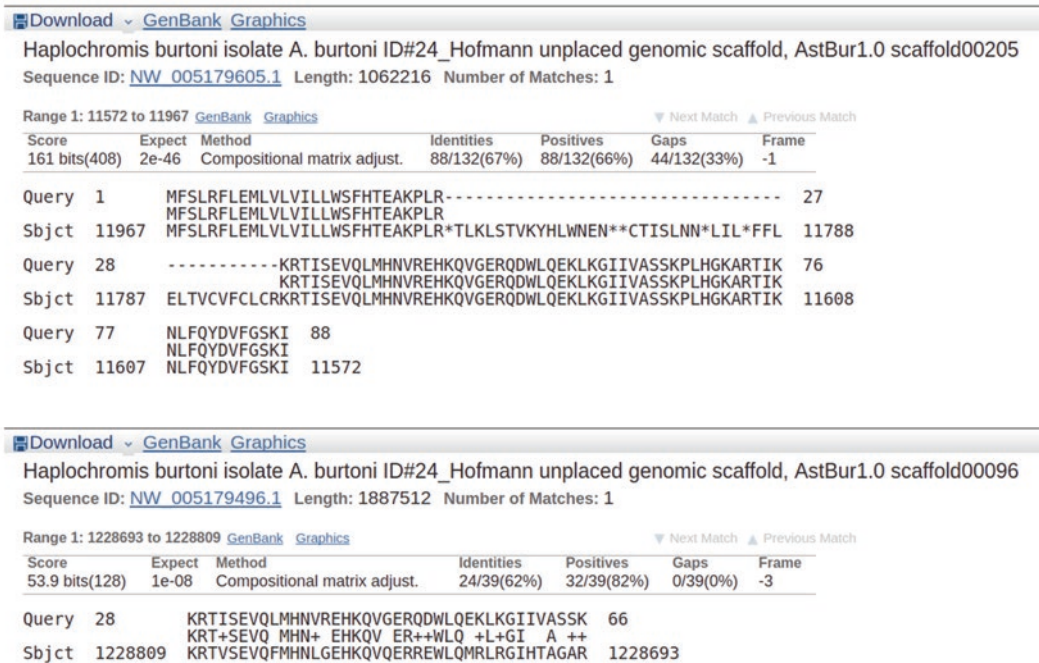 Download GenBank Graphics
Haplochromis burtoni isolate A. burtoni ID#24_Hofmann unplaced genomic scaffold, AstBur1.0 scaffold00205
Sequence ID: NW_005179605.1 Length: 1062216 Number of Matches: 1
Range 1: 11572 to 11967 GenBank Graphics ▼ Next Match ▲ Previous Match
Score Expect Method Identities Positives Gaps Frame
161 bits(408) 2e-46 Compositional matrix adjust. 88/132(67%) 88/132(66%) 44/132(33%) -1
Query 1 MFSLRFLEMLVLVILLWSFHTEAKPLR--------------------------------- 27
MFSLRFLEMLVLVILLWSFHTEAKPLR
Sbjct 11967 MFSLRFLEMLVLVILLWSFHTEAKPLR*TLKLSTVKYHLWNEN**CTISLNN*LIL*FFL 11788
Query 28 -----------KRTISEVQLMHNVREHKQVGERQDWLQEKLKGIIVASSKPLHGKARTIK 76
KRTISEVQLMHNVREHKQVGERQDWLQEKLKGIIVASSKPLHGKARTIK
Sbjct 11787 ELTVCVFCLCRKRTISEVQLMHNVREHKQVGERQDWLQEKLKGIIVASSKPLHGKARTIK 11608
Query 77 NLFQYDVFGSKI 88
NLFQYDVFGSKI
Sbjct 11607 NLFQYDVFGSKI 11572
Download GenBank Graphics
Haplochromis burtoni isolate A. burtoni ID#24_Hofmann unplaced genomic scaffold, AstBur1.0 scaffold00096
Sequence ID: NW_005179496.1 Length: 1887512 Number of Matches: 1
Range 1: 1228693 to 1228809 GenBank Graphics ▼ Next Match ▲ Previous Match
Score Expect Method Identities Positives Gaps Frame
53.9 bits(128) 1e-08 Compositional matrix adjust. 24/39(62%) 32/39(82%) 0/39(0%) -3
Query 28 KRTISEVQLMHNVREHKQVGERQDWLQEKLKGIIVASSK 66
KRT+SEVQ MHN+ EHKQV ER++WLQ +L+GI A ++
Sbjct 1228809 KRTVSEVQFMHNLGEHKQVQERREWLQMRLRGIHTAGAR 1228693